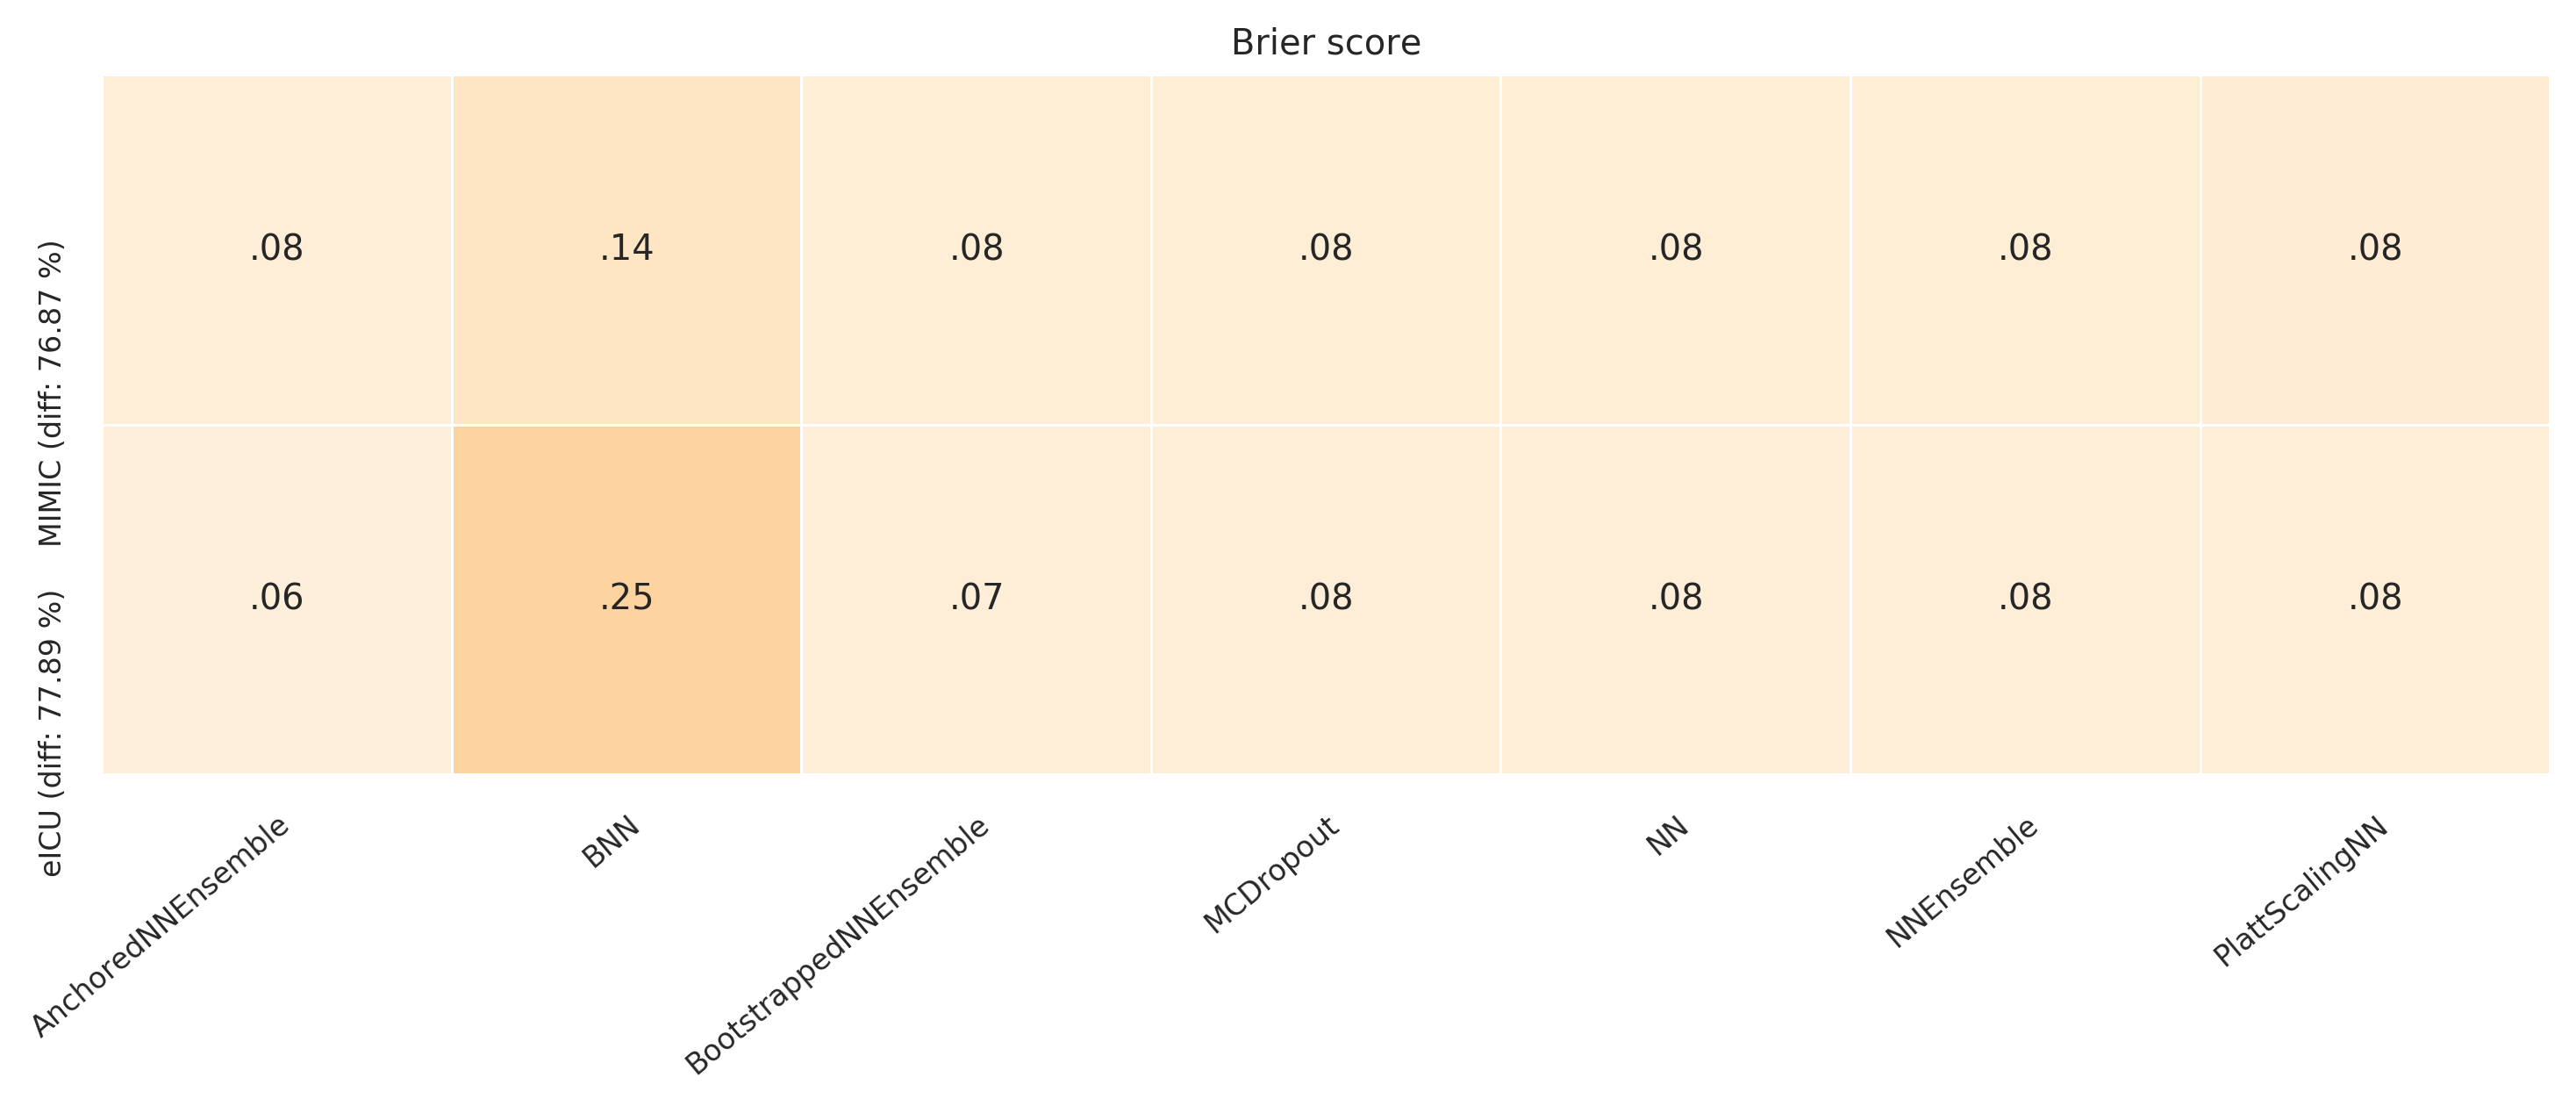 Brier score
MIMIC (diff: 76.87 %)
.08 .14 .08 .08 .08 .08 .08
eICU (diff: 77.89 %)
.06 .25 .07 .08 .08 .08 .08
AnchoredNNEnsemble
BNN
BootstrappedNNEnsemble
MCDropout
NN
NNEnsemble
PlattScalingNN